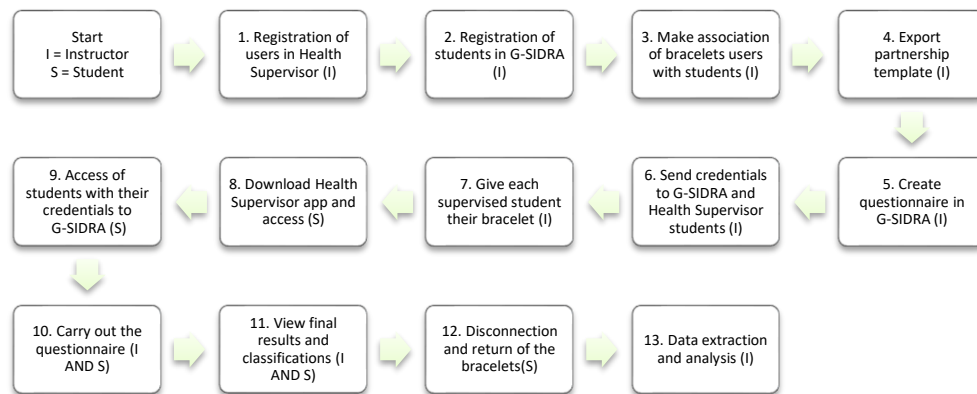 Start
I = Instructor
S = Student
1. Registration of
users in Health
Supervisor (I)
2. Registration of
students in G-SIDRA
(I)
3. Make association
of bracelets users
with students (I)
4. Export
partnership
template (I)
5. Create
questionnaire in
G-SIDRA (I)
6. Send credentials
to G-SIDRA and
Health Supervisor
students (I)
7. Give each
supervised student
their bracelet (I)
8. Download Health
Supervisor app and
access (S)
9. Access of
students with their
credentials to
G-SIDRA (S)
10. Carry out the
questionnaire (I
AND S)
11. View final
results and
classifications (I
AND S)
12. Disconnection
and return of the
bracelets(S)
13. Data extraction
and analysis (I)